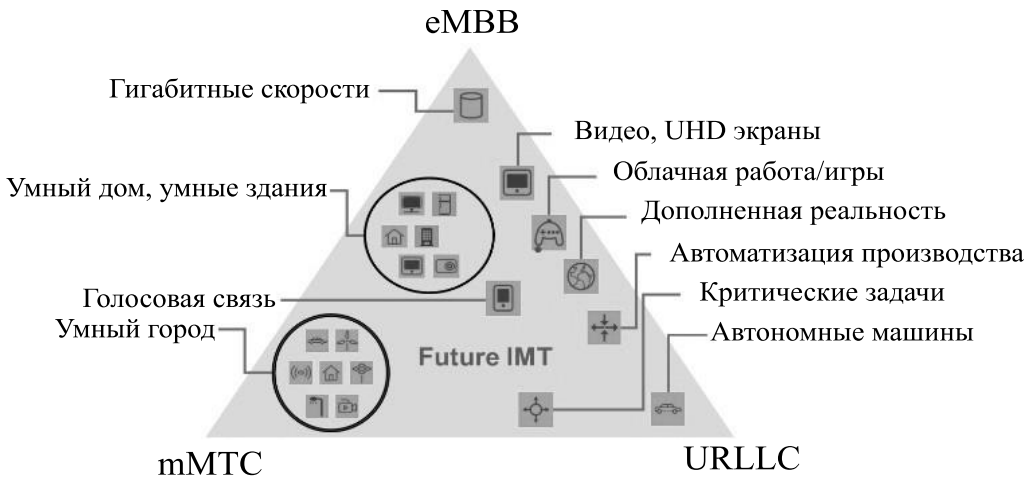 eMBB
Гигабитные скорости
Видео, UHD экраны
Облачная работа/игры
Умный дом, умные здания
Дополненная реальность
Автоматизация производства
Голосовая связь
Критические задачи
Умный город
Автономные машины
Future IMT
mMTC
URLLC